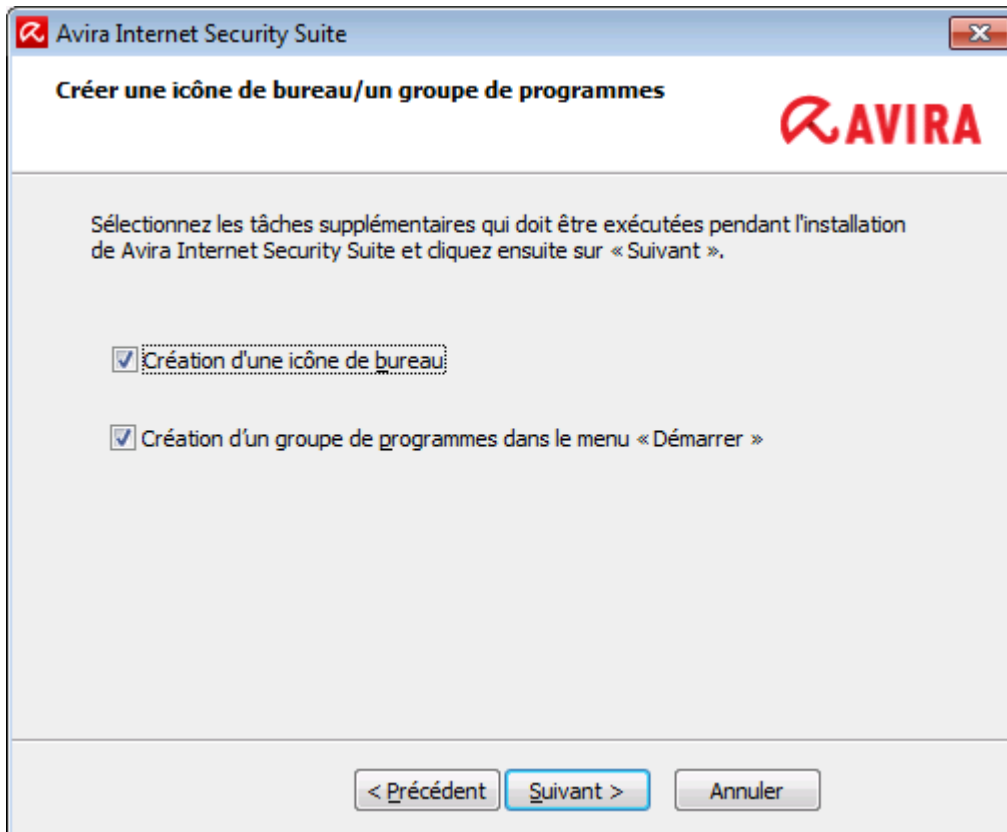 Avira Internet Security Suite
Créer une icône de bureau/un groupe de programmes
AVIRA
Sélectionnez les tâches supplémentaires qui doit être exécutées pendant l'installation
de Avira Internet Security Suite et cliquez ensuite sur « Suivant ».
Création d'une icône de bureau
Création d'un groupe de programmes dans le menu « Démarrer »
< Précédent Suivant > Annuler